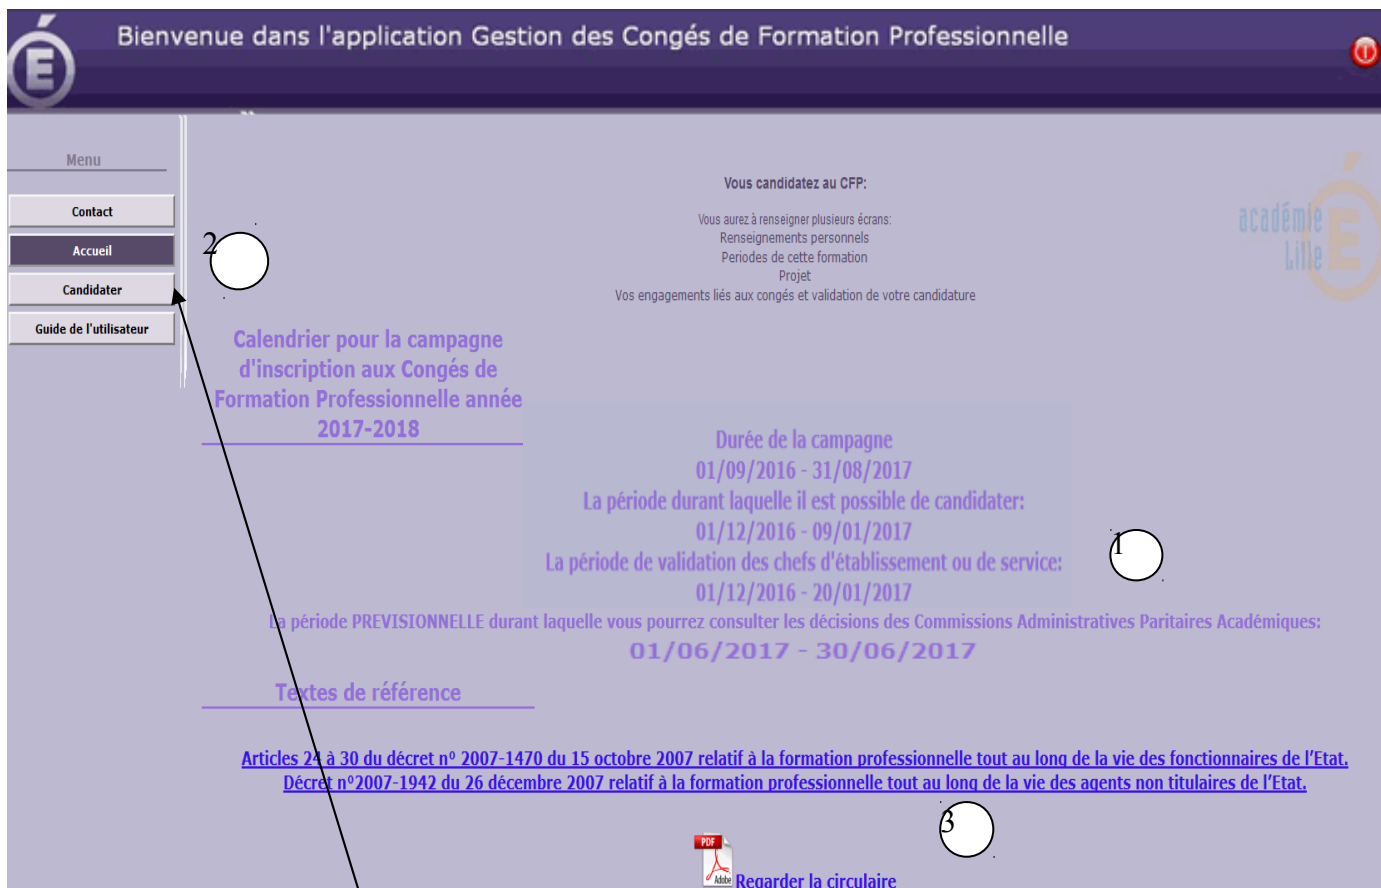 Bienvenue dans l'application Gestion des Congés de Formation Professionnelle
É
Menu
Contact
Accueil
Candidater
Guide de l'utilisateur
2
Vous candidatez au CFP:
Vous aurez à renseigner plusieurs écrans:
Renseignements personnels
Periodes de cette formation
Projet
Vos engagements liés aux congés et validation de votre candidature
académie
Lille
É
Calendrier pour la campagne
d'inscription aux Congés de
Formation Professionnelle année
2017-2018
Durée de la campagne
01/09/2016 - 31/08/2017
La période durant laquelle il est possible de candidater:
01/12/2016 - 09/01/2017
1
La période de validation des chefs d'établissement ou de service:
01/12/2016 - 20/01/2017
La période PREVISIONNELLE durant laquelle vous pourrez consulter les décisions des Commissions Administratives Paritaires Académiques:
01/06/2017 - 30/06/2017
Textes de référence
Articles 24 à 30 du décret nº 2007-1470 du 15 octobre 2007 relatif à la formation professionnelle tout au long de la vie des fonctionnaires de l'Etat.
Décret nº2007-1942 du 26 décembre 2007 relatif à la formation professionnelle tout au long de la vie des agents non titulaires de l'Etat.
3
PDF
Adobe
Regarder la circulaire